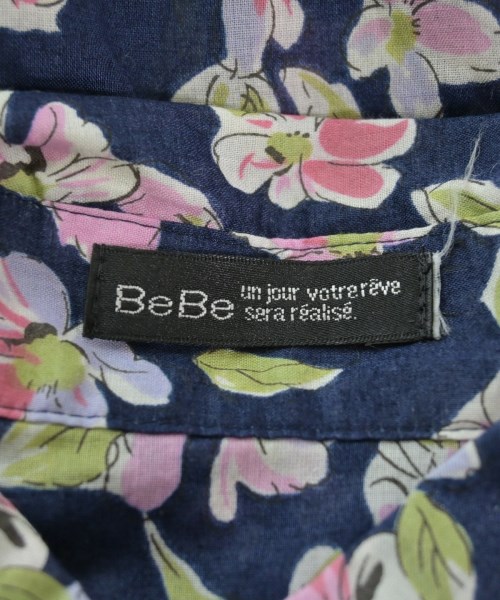 BeBe
un jour votre rêve
sera réalisé.